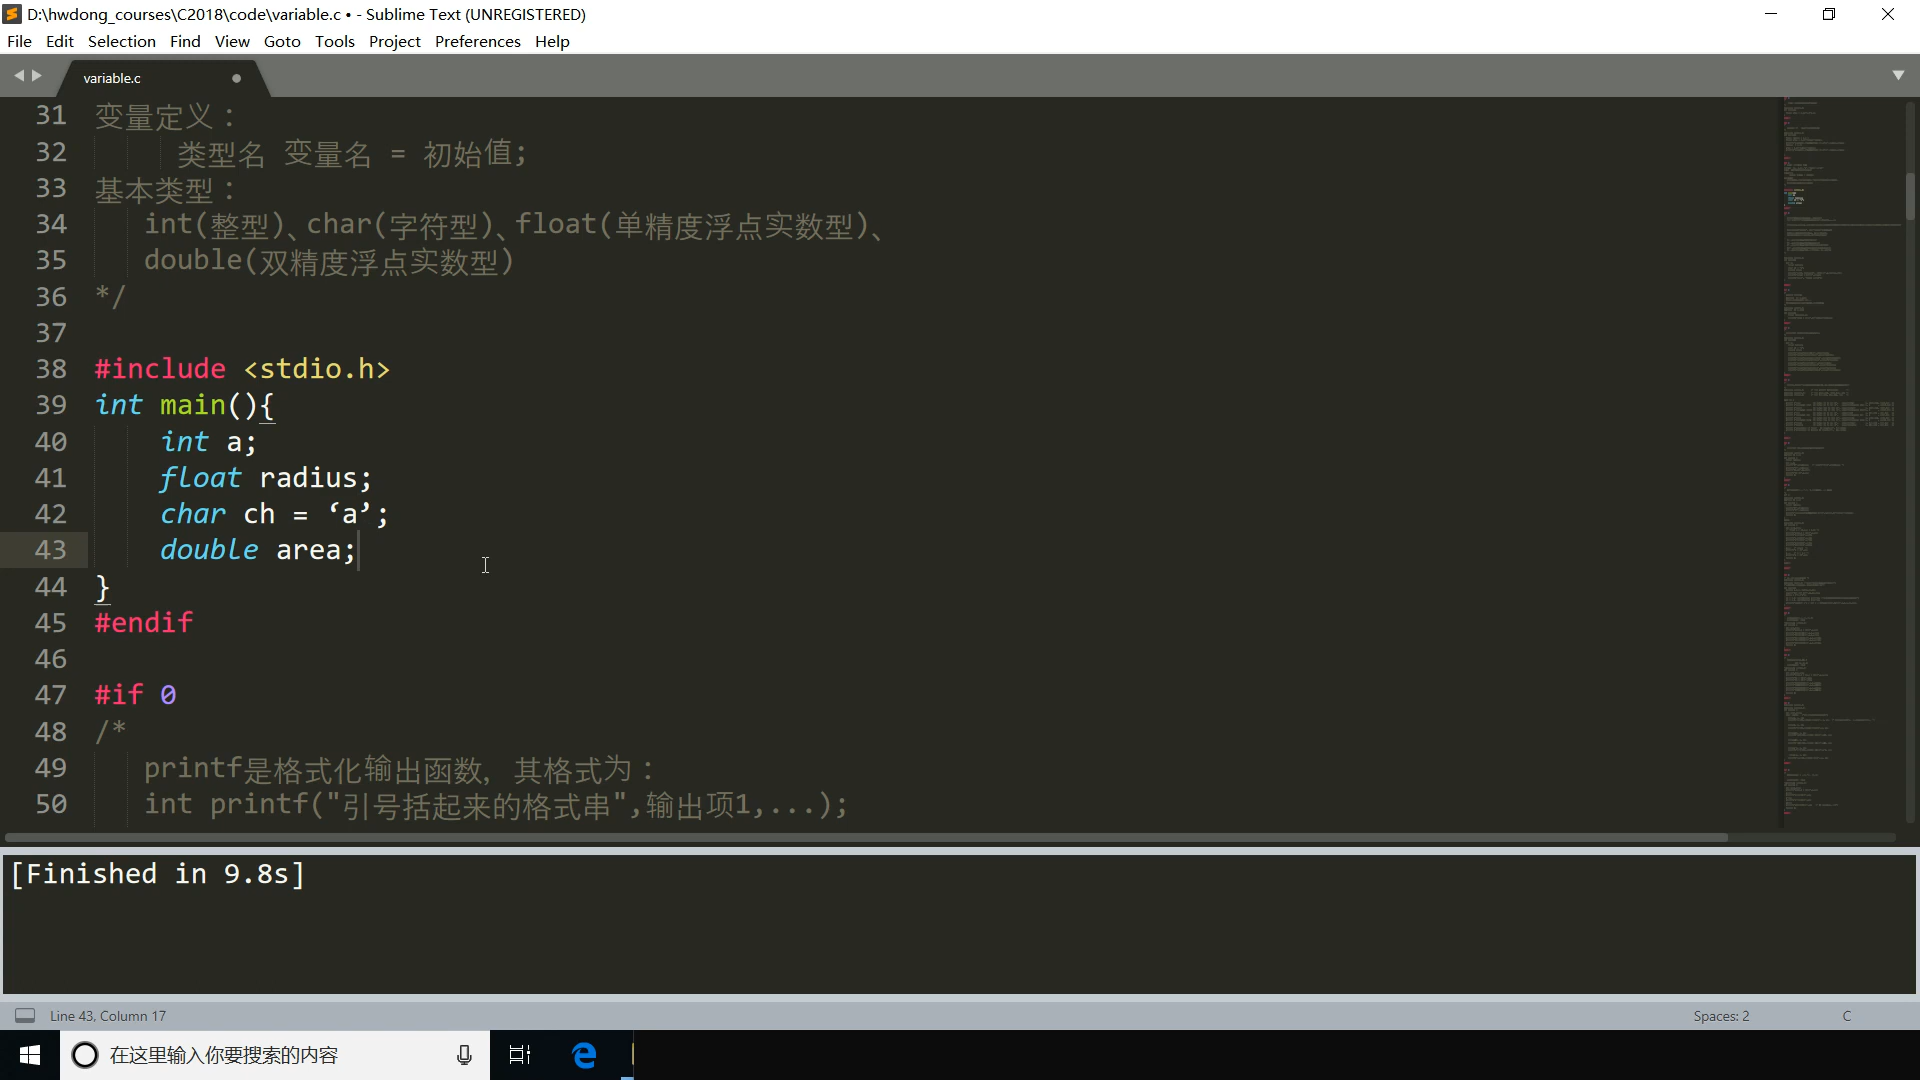 D:\hwdong_courses\C2018\code\variable.c • - Sublime Text (UNREGISTERED)
File Edit Selection Find View Goto Tools Project Preferences Help
variable.c
31 变量定义：
32 类型名 变量名 = 初始值;
33 基本类型：
34 int(整型)、char(字符型)、float(单精度浮点实数型)、
35 double(双精度浮点实数型)
36 */
37
38 #include <stdio.h>
39 int main(){
40 int a;
41 float radius;
42 char ch = ‘a’;
43 double area;
44 }
45 #endif
46
47 #if 0
48 /*
49 printf是格式化输出函数, 其格式为：
50 int printf("引号括起来的格式串",输出项1,...);
[Finished in 9.8s]
Line 43, Column 17
Spaces: 2
C
在这里输入你要搜索的内容